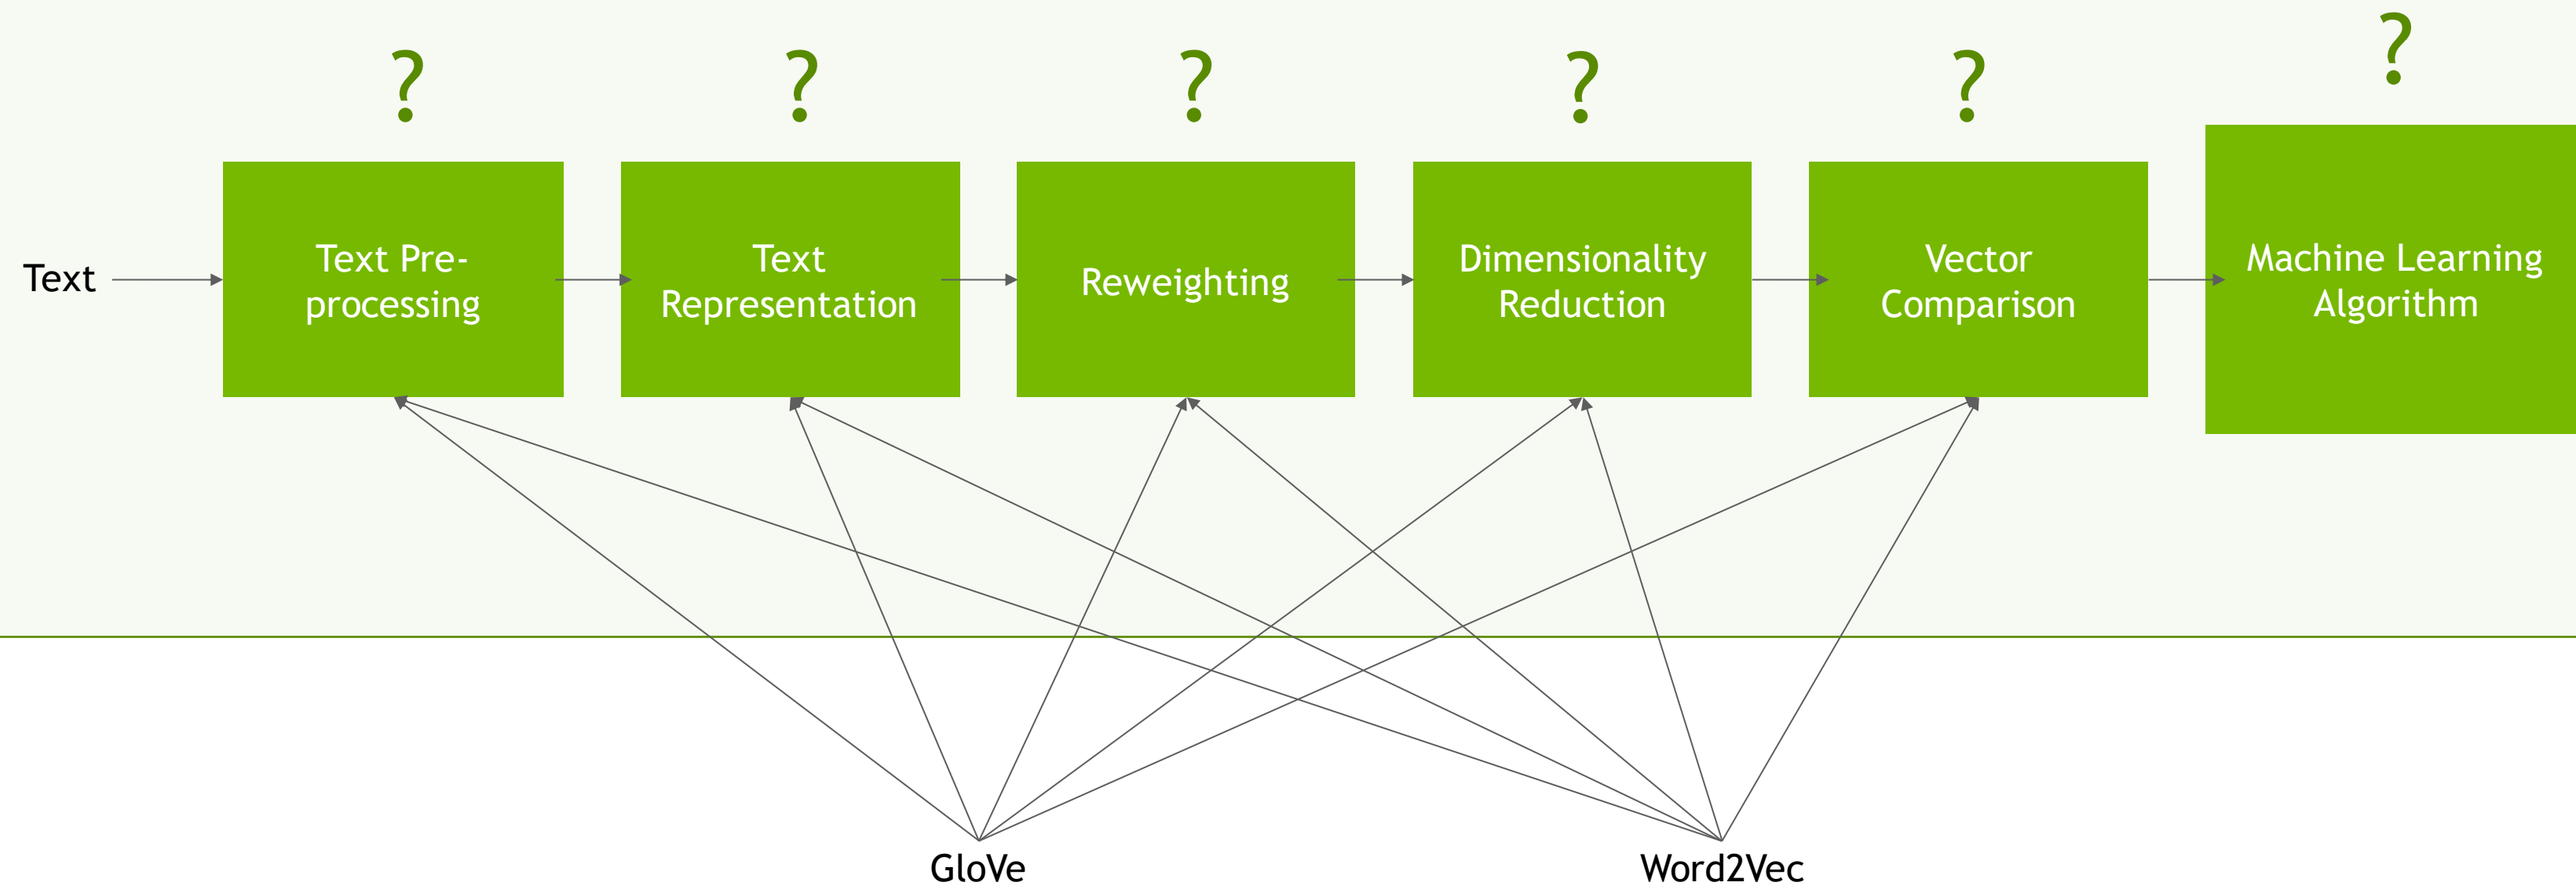 ?
?
?
?
?
?
Text
Text Pre-
processing
Text
Representation
Reweighting
Dimensionality
Reduction
Vector
Comparison
Machine Learning
Algorithm
GloVe
Word2Vec